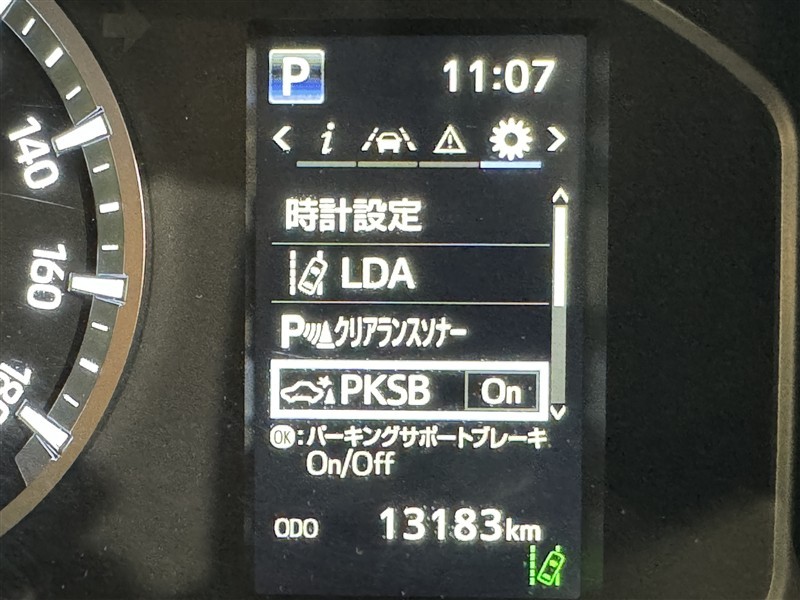 140
160
180
P 11:07
i
時計設定
LDA
Pクリアランスソナー
PKSB On
OK:パーキングサポートブレーキ
On/Off
ODO 13183km